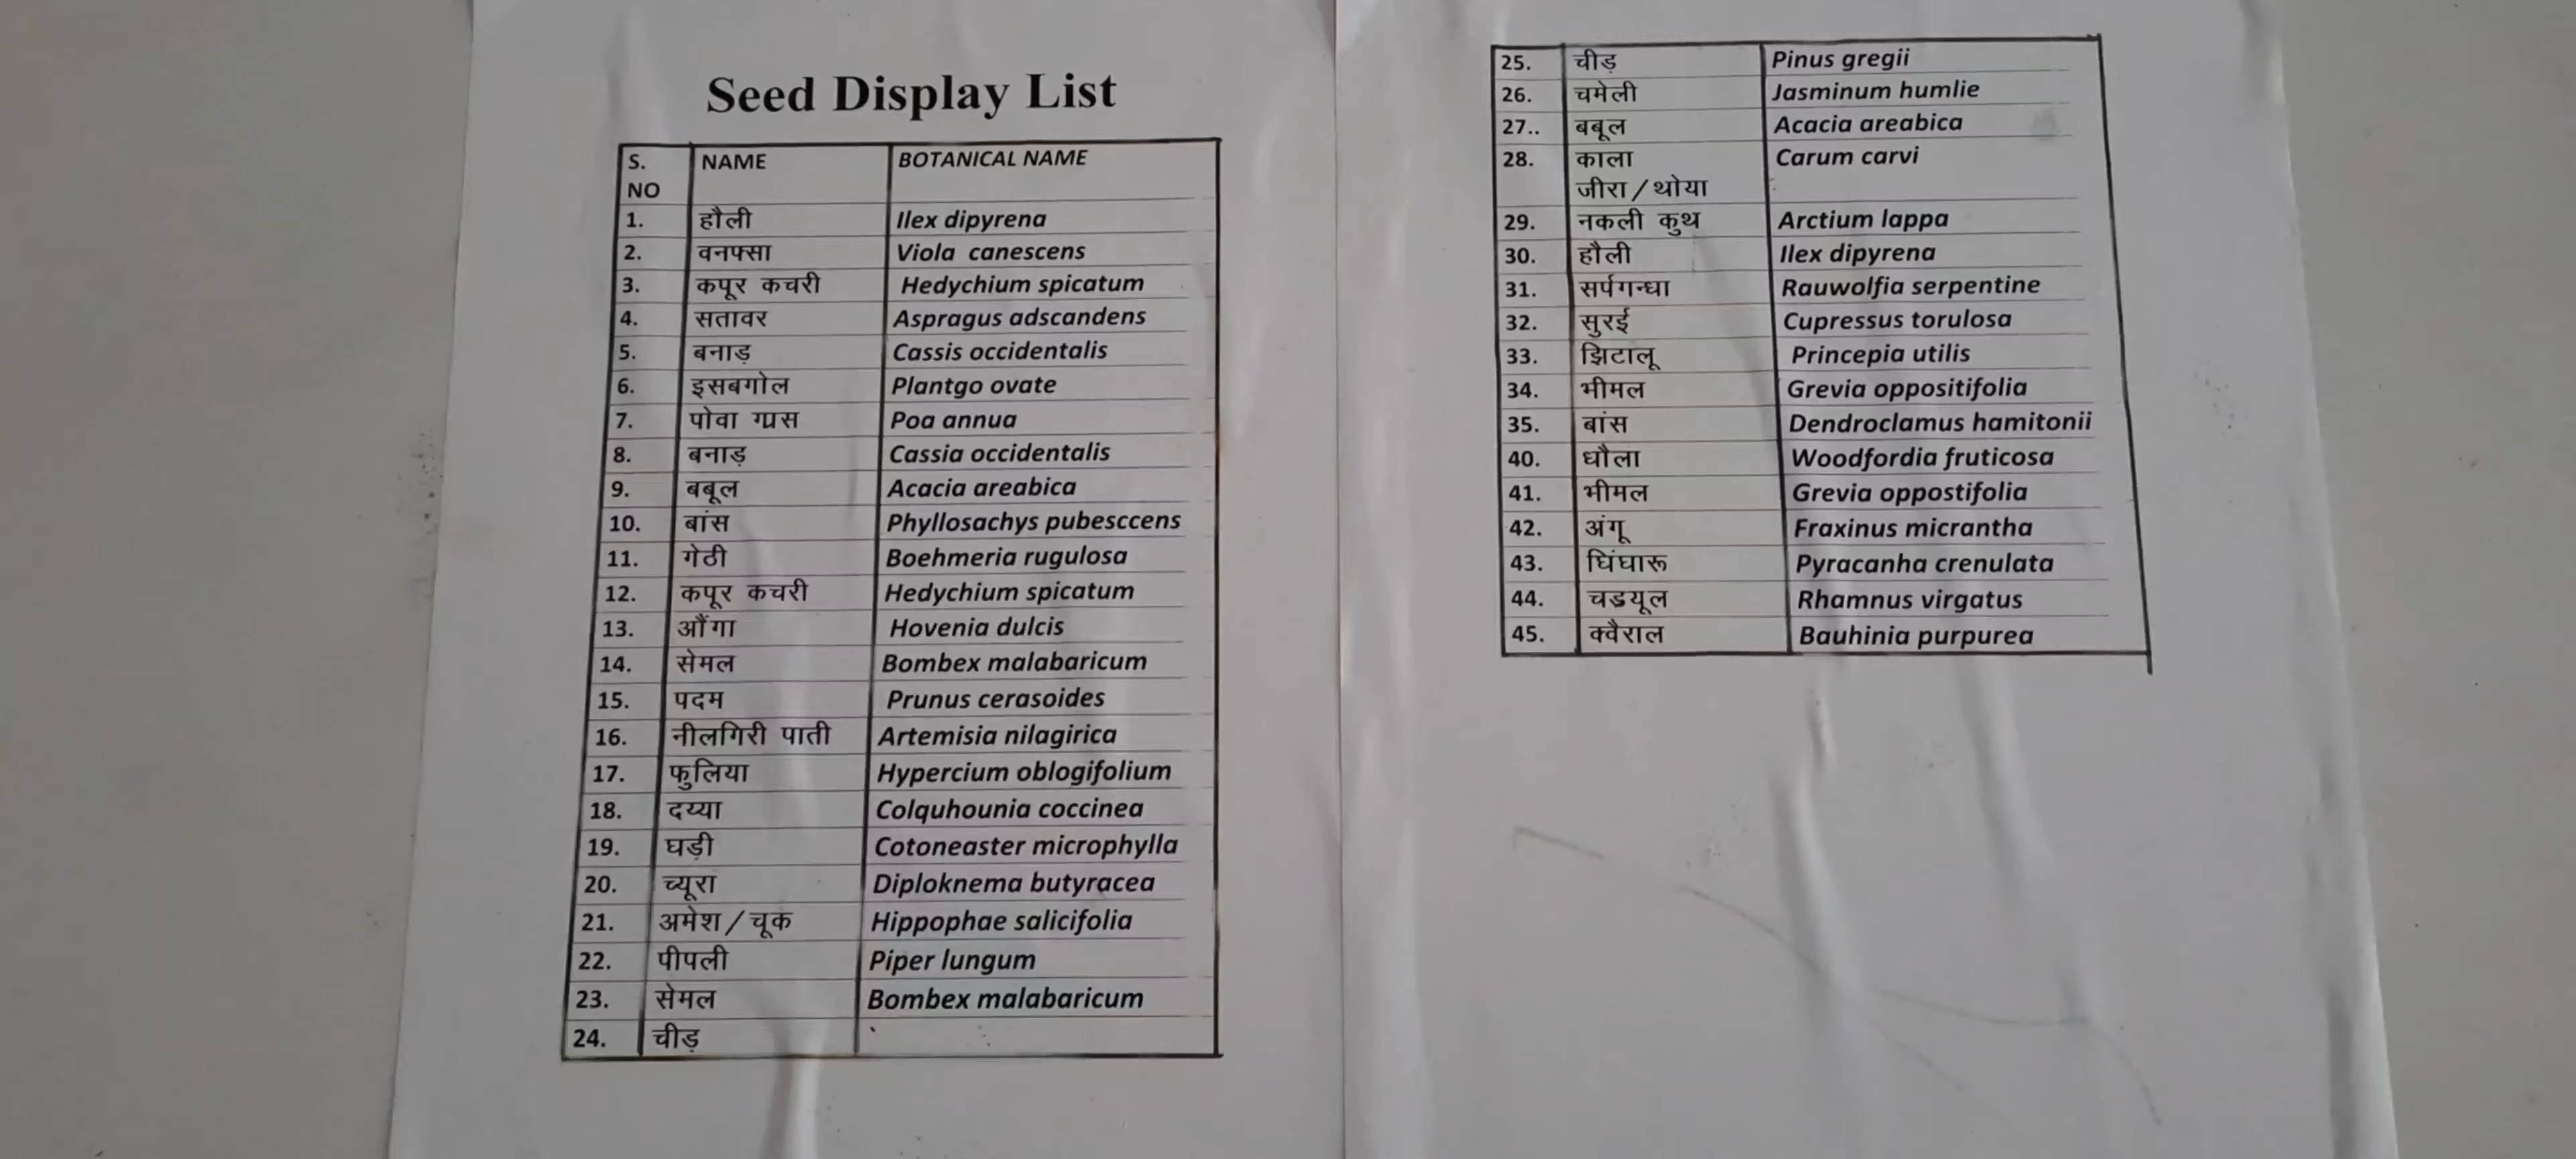 Seed Display List
S. NO NAME BOTANICAL NAME
1. हौली Ilex dipyrena
2. वनफ्सा Viola canescens
3. कपूर कचरी Hedychium spicatum
4. सतावर Aspragus adscandens
5. बनाड़ Cassis occidentalis
6. इसबगोल Plantgo ovate
7. पोवा ग्रास Poa annua
8. बनाड़ Cassia occidentalis
9. बबूल Acacia areabica
10. बांस Phyllosachys pubesccens
11. गेठी Boehmeria rugulosa
12. कपूर कचरी Hedychium spicatum
13. औंगा Hovenia dulcis
14. सेमल Bombex malabaricum
15. पदम Prunus cerasoides
16. नीलगिरी पाती Artemisia nilagirica
17. फुलिया Hypercium oblogifolium
18. दय्या Colquhounia coccinea
19. घड़ी Cotoneaster microphylla
20. च्यूरा Diploknema butyracea
21. अमेश/चूक Hippophae salicifolia
22. पीपली Piper lungum
23. सेमल Bombex malabaricum
24. चीड़
25. चीड़ Pinus gregii
26. चमेली Jasminum humlie
27.. बबूल Acacia areabica
28. काला Carum carvi
जीरा/थोया
29. नकली कुथ Arctium lappa
30. हौली Ilex dipyrena
31. सर्पगन्धा Rauwolfia serpentine
32. सुरई Cupressus torulosa
33. झिटालू Princepia utilis
34. भीमल Grevia oppositifolia
35. बांस Dendroclamus hamitonii
40. धौला Woodfordia fruticosa
41. भीमल Grevia oppostifolia
42. अंगू Fraxinus micrantha
43. घिंघारू Pyracanha crenulata
44. चडयूल Rhamnus virgatus
45. क्वैराल Bauhinia purpurea